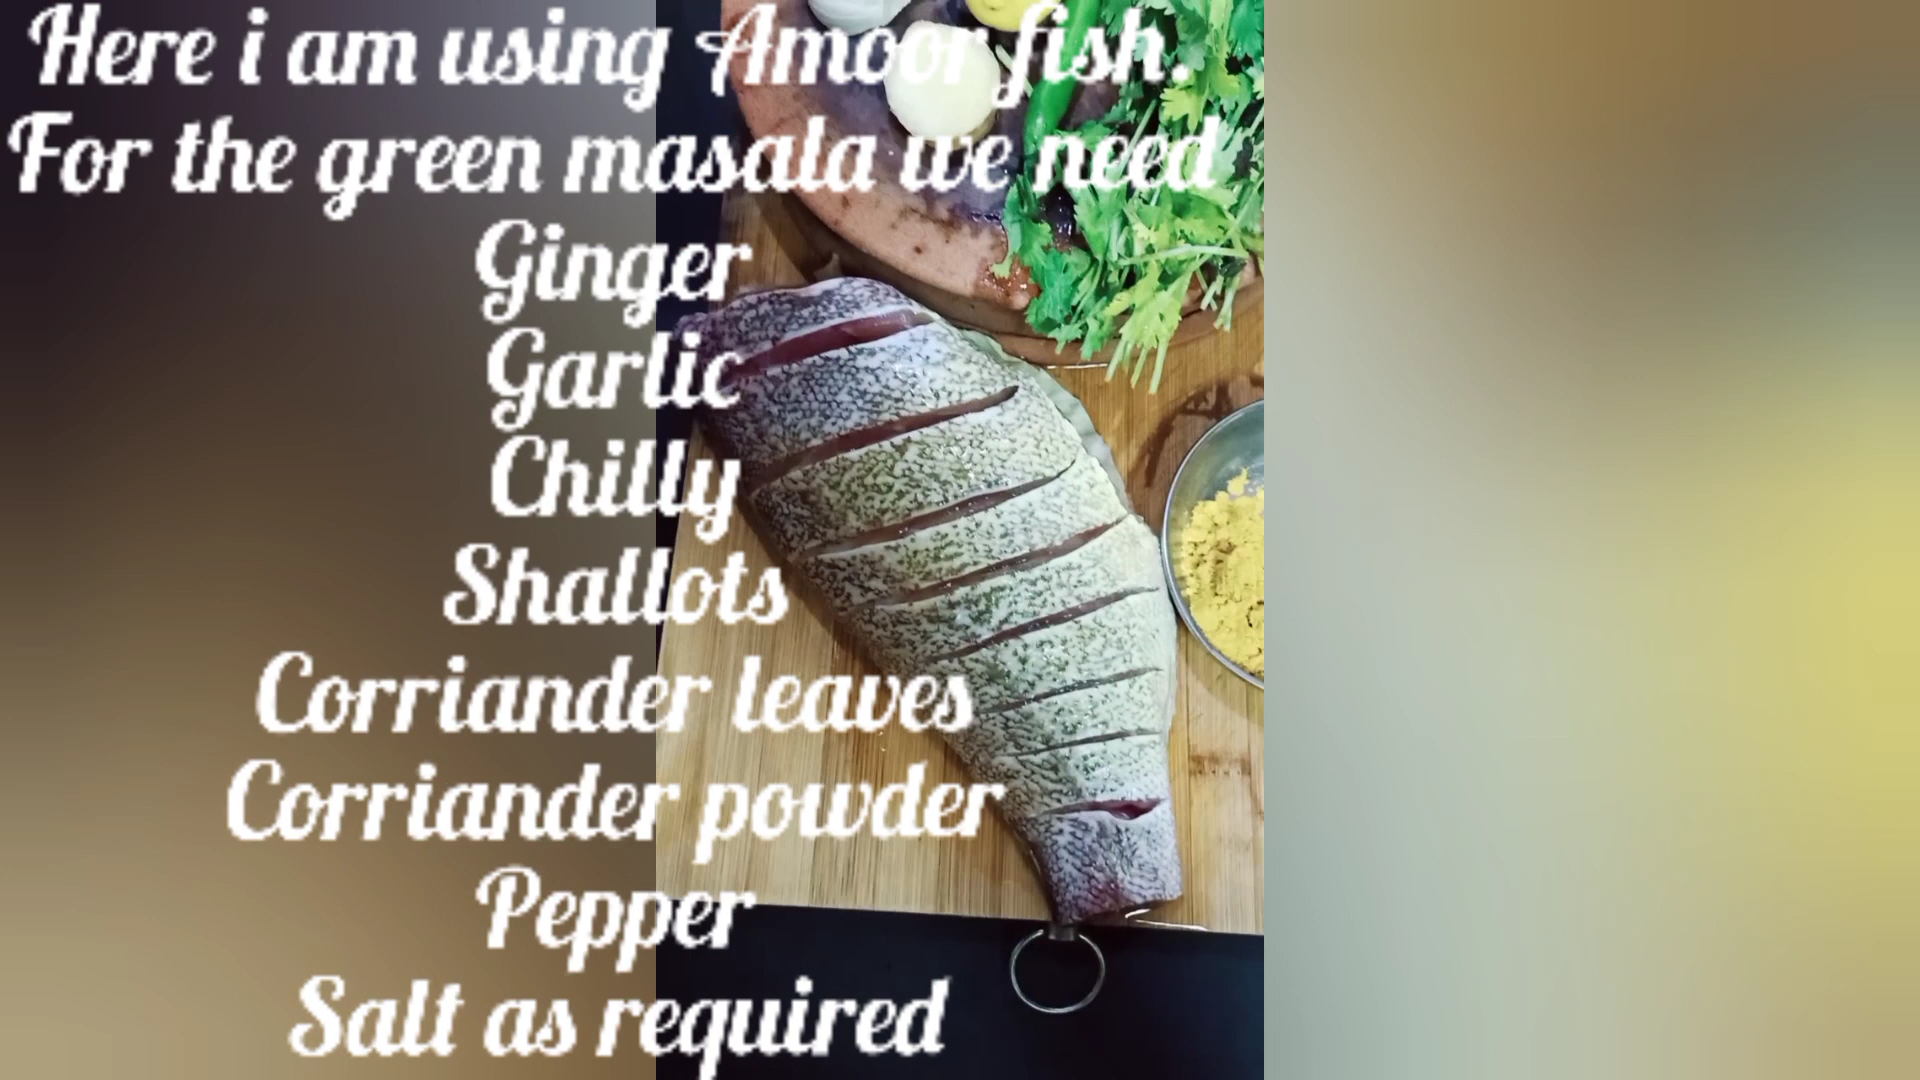 Here i am using Amoor fish.
For the green masala we need
Ginger
Garlic
Chilly
Shallots
Corriander leaves
Corriander powder
Pepper
Salt as required